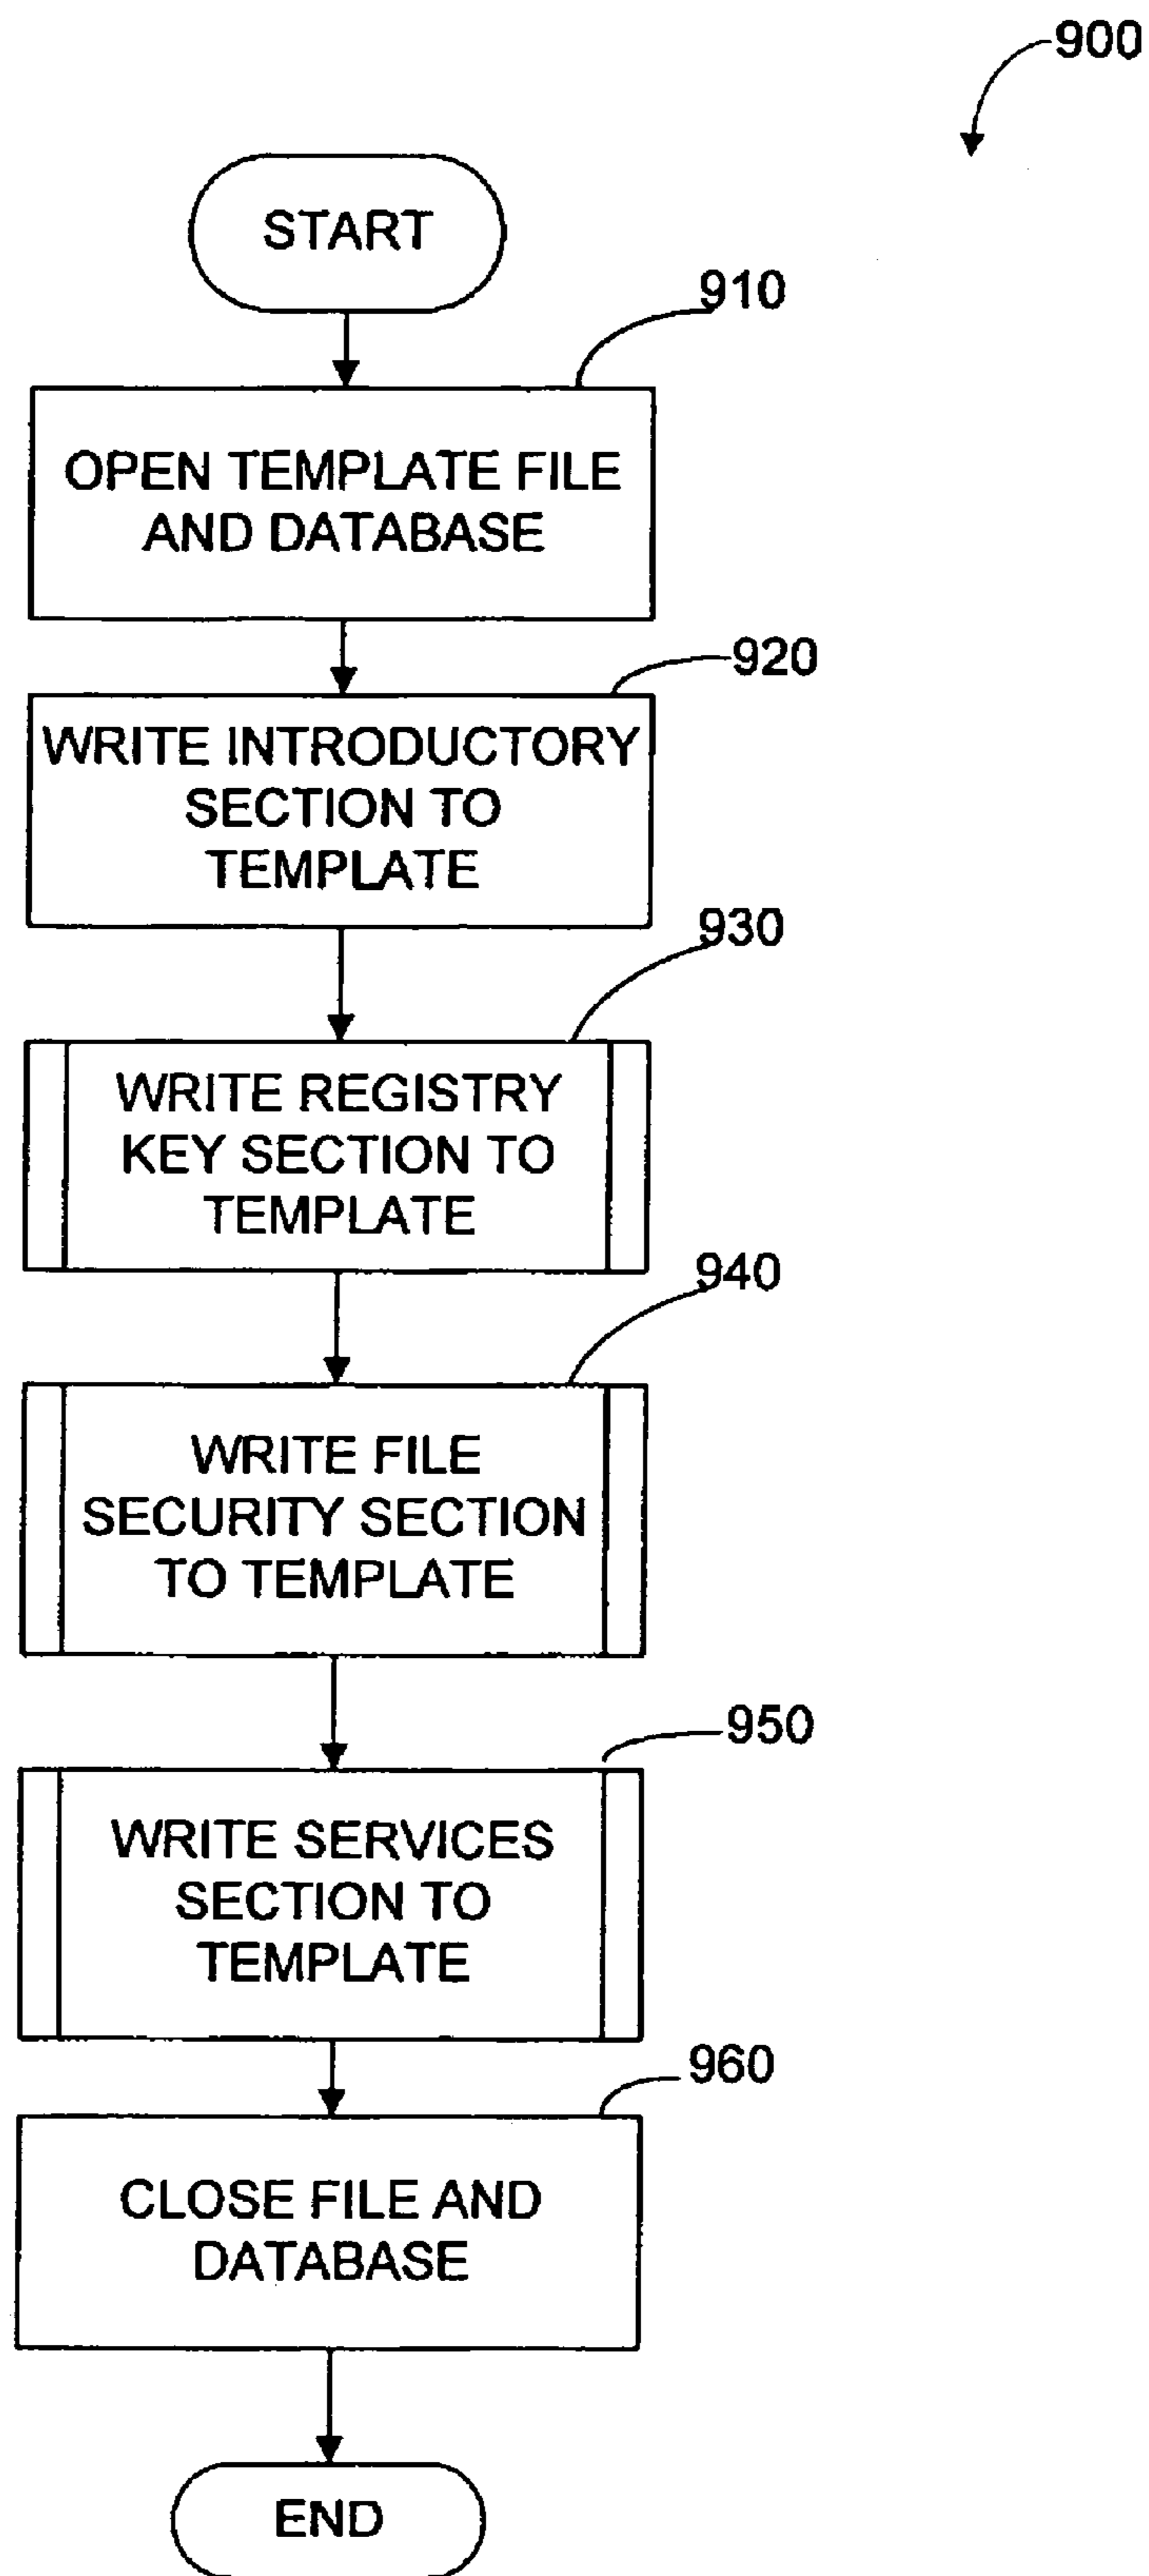 900
START
910
OPEN TEMPLATE FILE
AND DATABASE
920
WRITE INTRODUCTORY
SECTION TO
TEMPLATE
930
WRITE REGISTRY
KEY SECTION TO
TEMPLATE
940
WRITE FILE
SECURITY SECTION
TO TEMPLATE
950
WRITE SERVICES
SECTION TO
TEMPLATE
960
CLOSE FILE AND
DATABASE
END